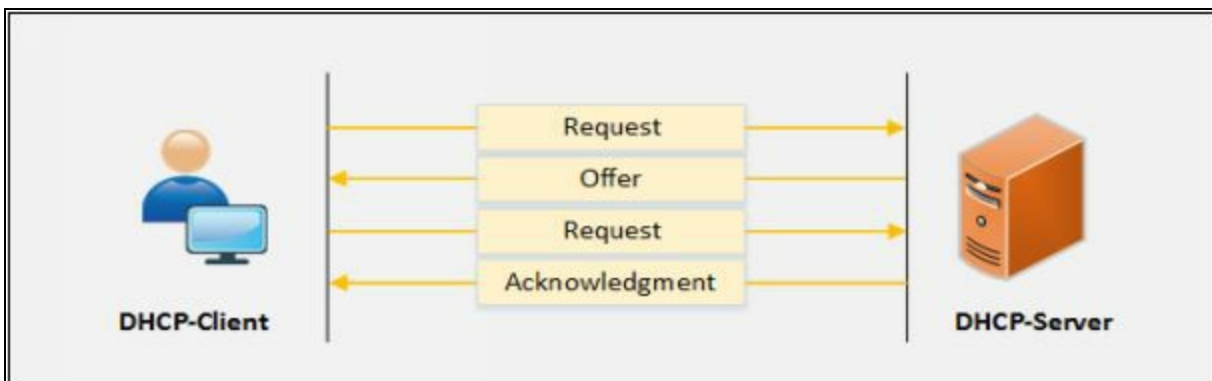 Request
Offer
Request
Acknowledgment
DHCP-Client
DHCP-Server